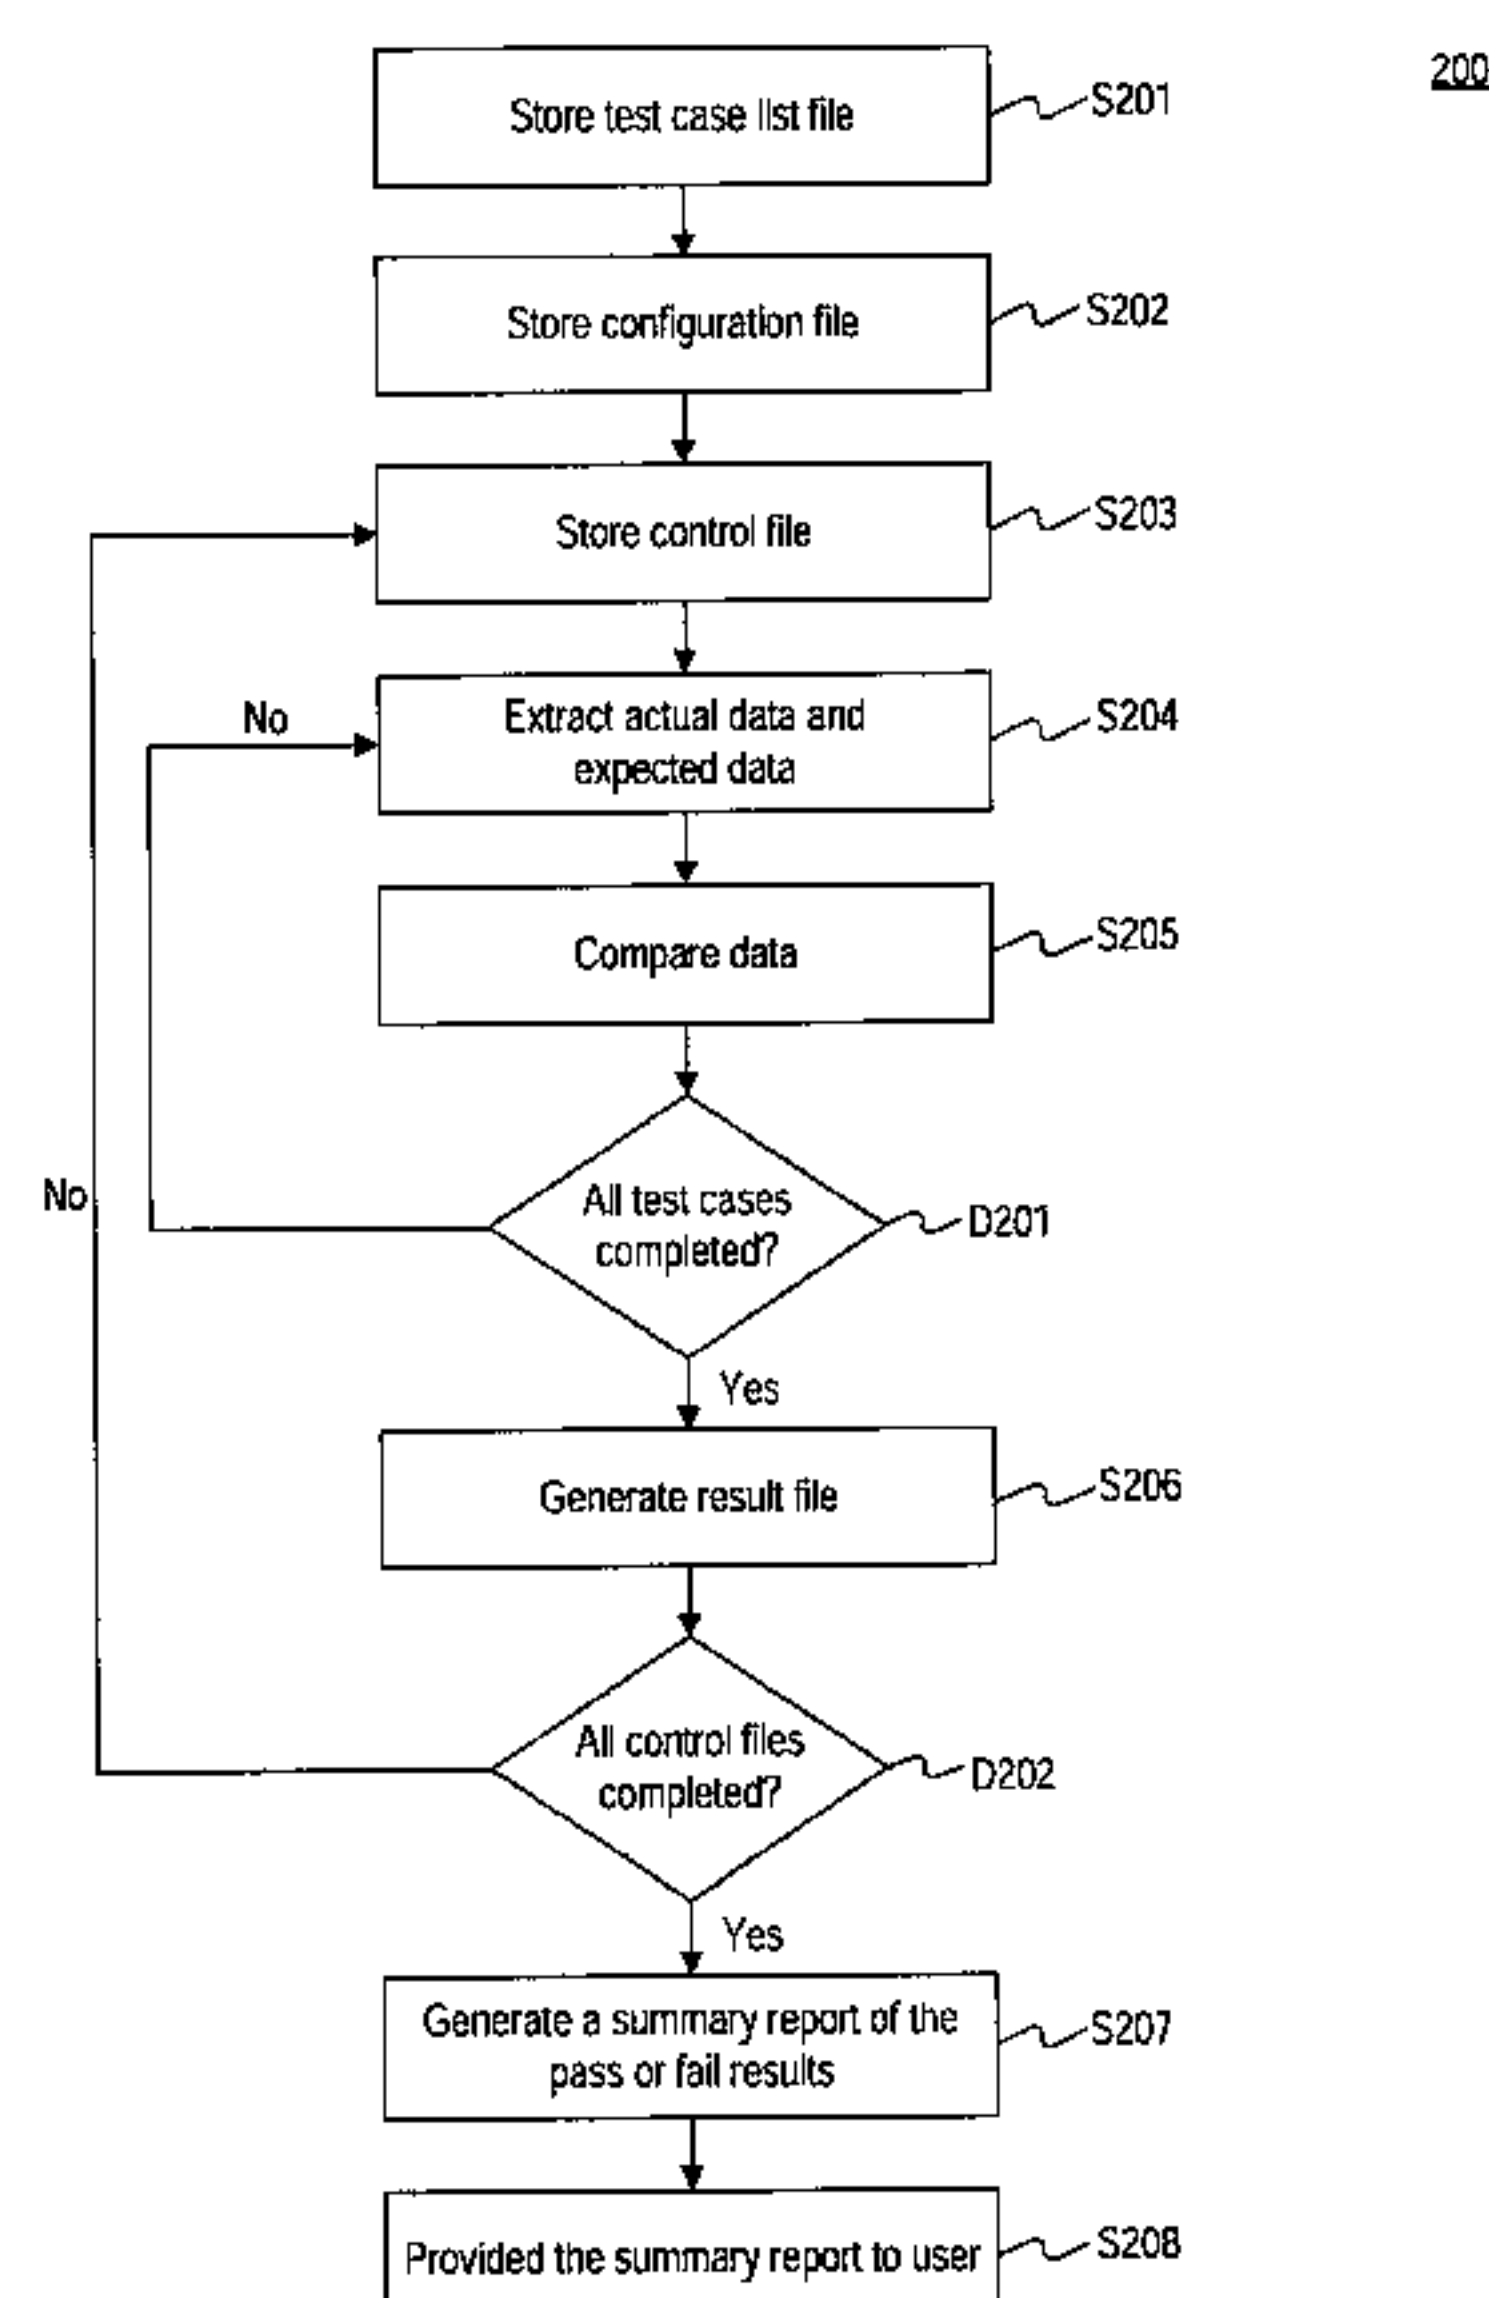 200
Store test case list file
S201
Store configuration file
S202
Store control file
S203
No
Extract actual data and
expected data
S204
Compare data
S205
No
All test cases
completed?
D201
Yes
Generate result file
S206
All control files
completed?
D202
Yes
Generate a summary report of the
pass or fail results
S207
Provided the summary report to user
S208